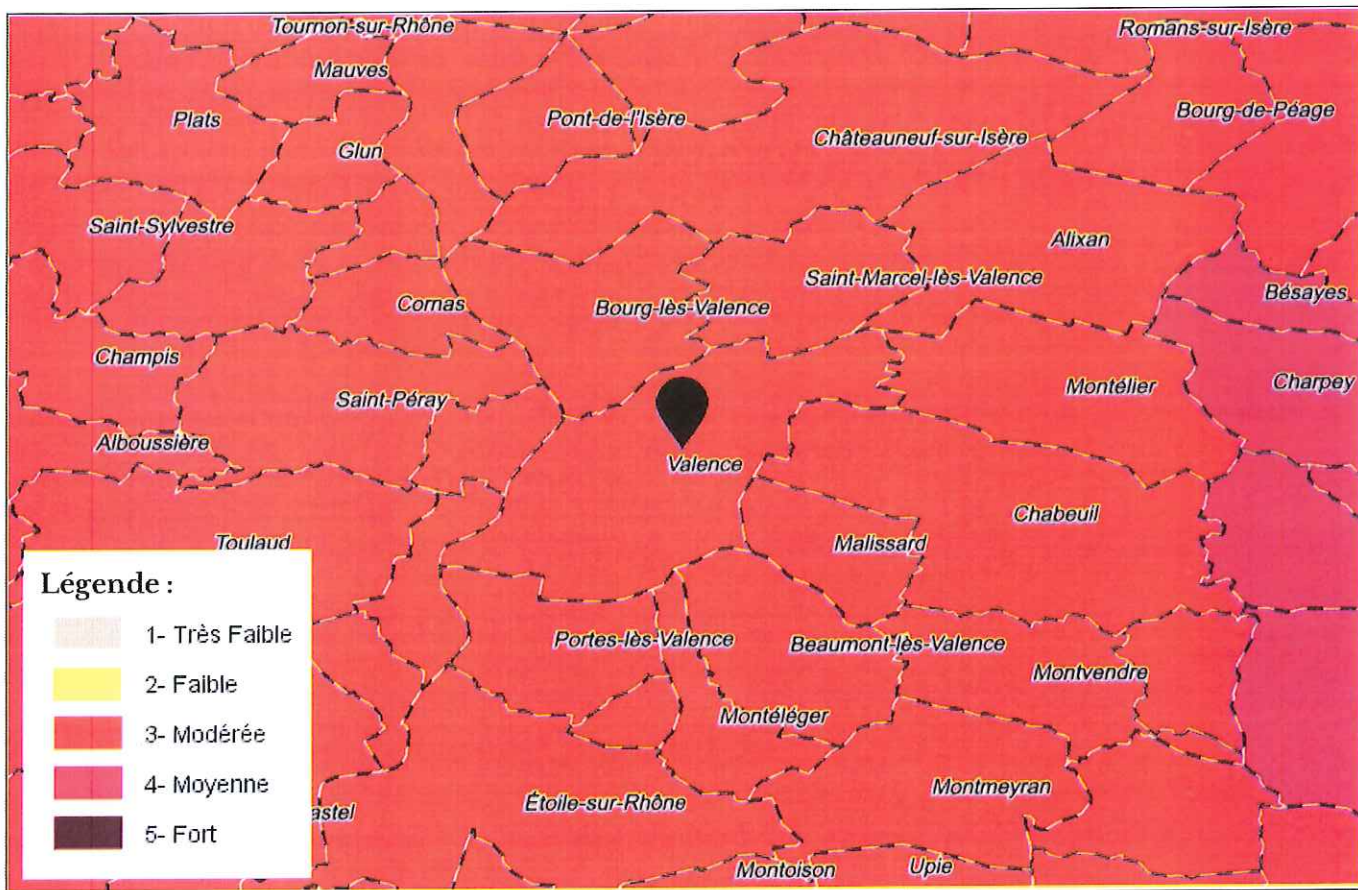 Tournon-sur-Rhône
Romans-sur-Isère
Mauves
Plats
Pont-de-l'Isère
Bourg-de-Péage
Châteauneuf-sur-Isère
Glun
Saint-Sylvestre
Alixan
Saint-Marcel-lès-Valence
Bésayes
Cornas
Bourg-lès-Valence
Champis
Montélier
Charpey
Saint-Péray
Alboussière
Valence
Chabeuil
Toulaud
Malissard
Portes-lès-Valence
Beaumont-lès-Valence
Montvendre
Montéléger
Montmeyran
Étoile-sur-Rhône
astel
Montoison
Upie
Légende :
1- Très Faible
2- Faible
3- Modérée
4- Moyenne
5- Fort